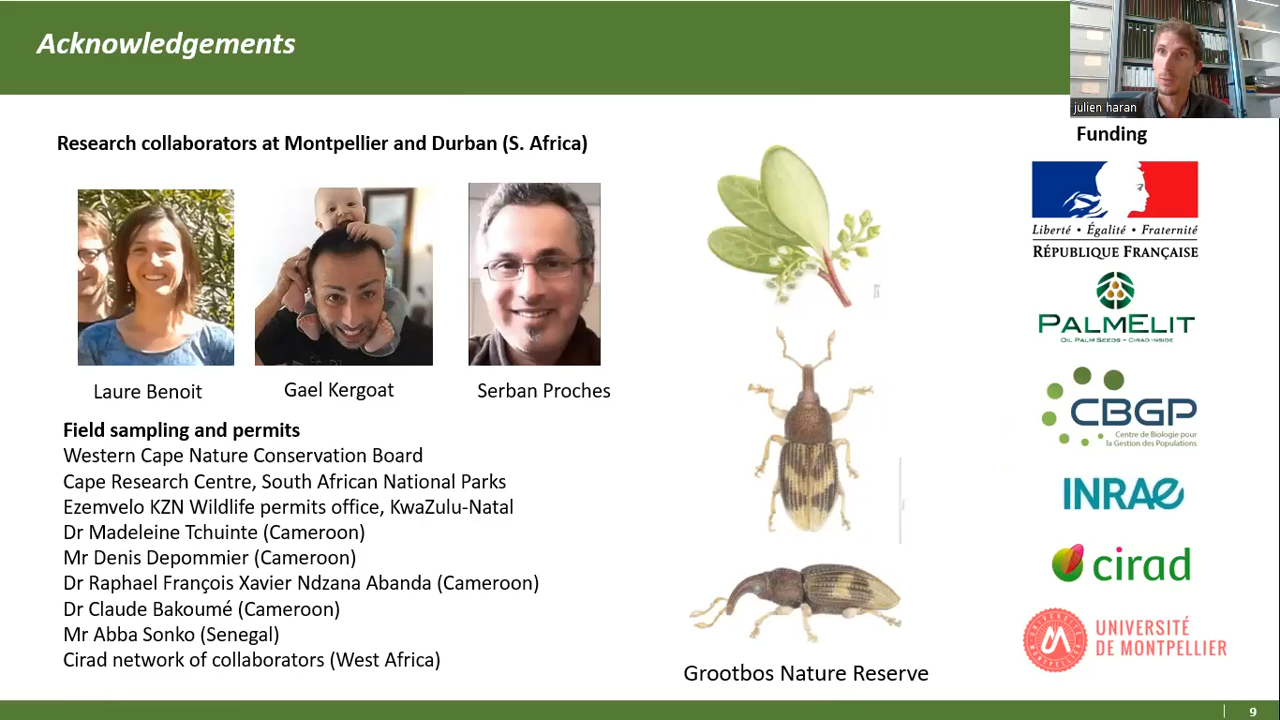 Acknowledgements
julien haran
Research collaborators at Montpellier and Durban (S. Africa)
Laure Benoit
Gael Kergoat
Serban Proches
Field sampling and permits
Western Cape Nature Conservation Board
Cape Research Centre, South African National Parks
Ezemvelo KZN Wildlife permits office, KwaZulu-Natal
Dr Madeleine Tchuinte (Cameroon)
Mr Denis Depommier (Cameroon)
Dr Raphael François Xavier Ndzana Abanda (Cameroon)
Dr Claude Bakoumé (Cameroon)
Mr Abba Sonko (Senegal)
Cirad network of collaborators (West Africa)
Grootbos Nature Reserve
Funding
Liberté • Égalité • Fraternité
RÉPUBLIQUE FRANÇAISE
PALMELIT
OIL PALM SEEDS – CIRAD INSIDE
CBGP
Centre de Biologie pour
la Gestion des Populations
INRAE
cirad
UNIVERSITÉ
DE MONTPELLIER
9